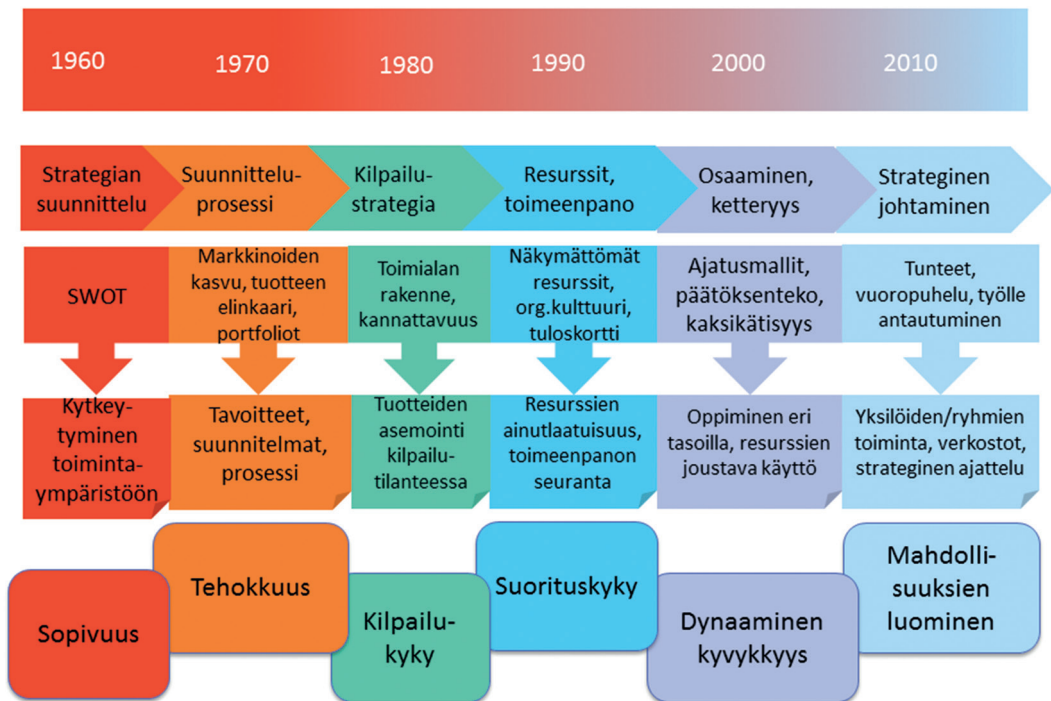 1960
1970
1980
1990
2000
2010
Strategian
suunnittelu
Suunnittelu-
prosessi
Kilpailu-
strategia
Resurssit,
toimeenpano
Osaaminen,
ketteryys
Strateginen
johtaminen
SWOT
Markkinoiden
kasvu, tuotteen
elinkaari,
portfoliot
Toimialan
rakenne,
kannattavuus
Näkymättömät
resurssit,
org.kulttuuri,
tuloskortti
Ajatusmallit,
päätöksenteko,
kaksikätisyys
Tunteet,
vuoropuhelu, työlle
antautuminen
Kytkey-
tyminen
toiminta-
ympäristöön
Tavoitteet,
suunnitelmat,
prosessi
Tuotteiden
asemointi
kilpailu-
tilanteessa
Resurssien
ainutlaatuisuus,
toimeenpanon
seuranta
Oppiminen eri
tasoilla, resurssien
joustava käyttö
Yksilöiden/ryhmien
toiminta, verkostot,
strateginen ajattelu
Sopivuus
Tehokkuus
Kilpailu-
kyky
Suorituskyky
Dynaaminen
kyvykkyys
Mahdolli-
suuksien
luominen